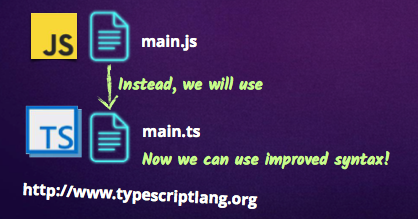 JS
main.js
Instead, we will use
TS
main.ts
Now we can use improved syntax!
http://www.typescriptlang.org